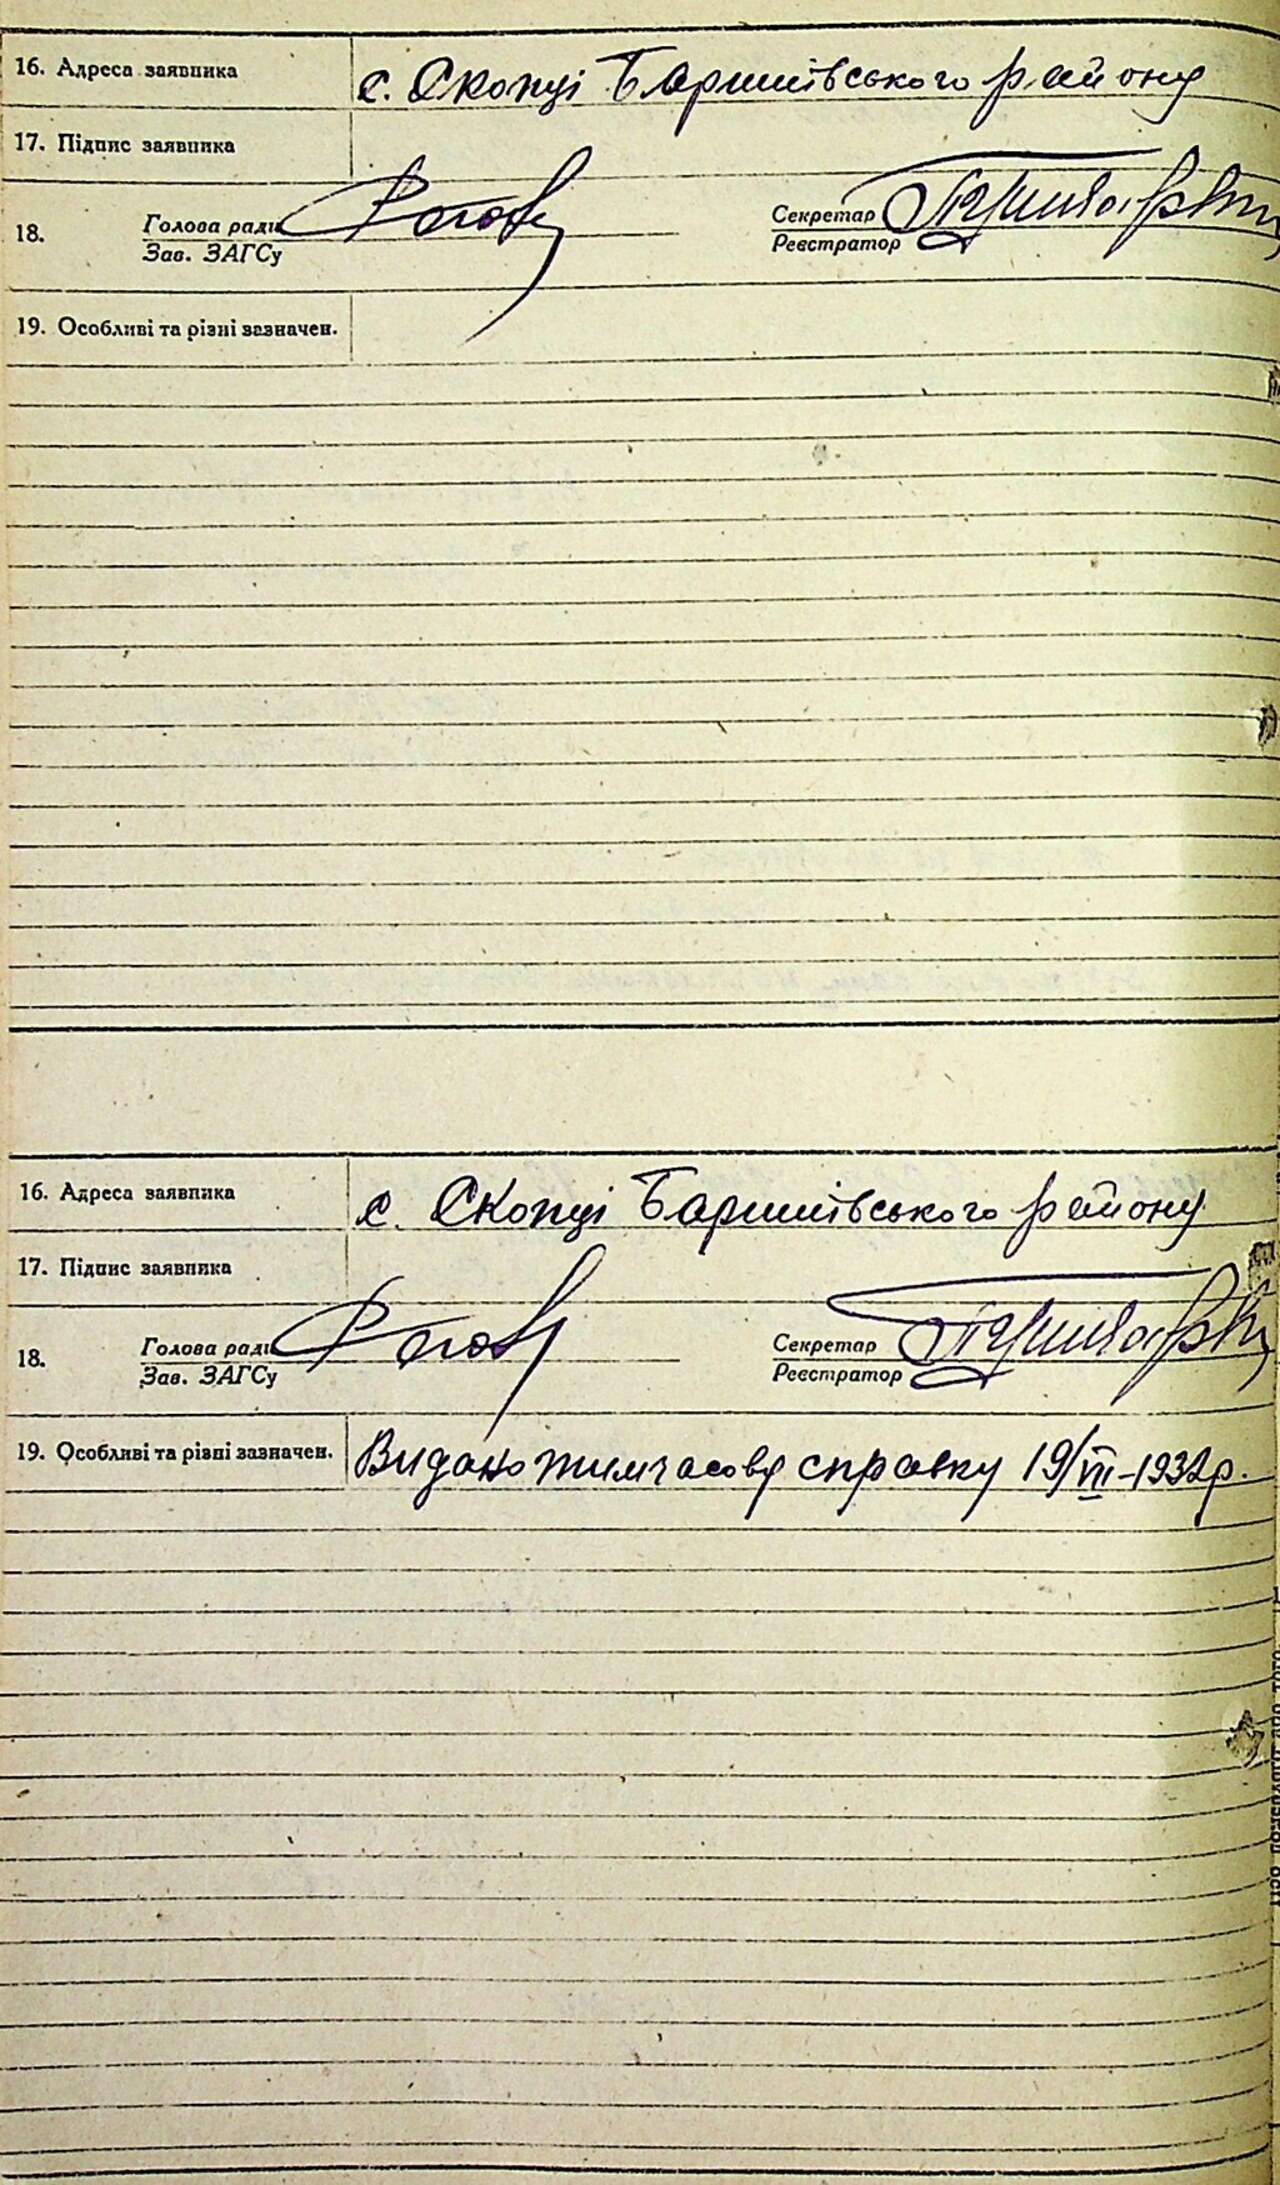 16. Адреса заявника с. Скопці Баришівського району
17. Підпис заявника
18. Голова ради Секретар
Зав. ЗАГСу Реєстратор
19. Особливі та різні зазначен.
16. Адреса заявника с. Скопці Баришівського району
17. Підпис заявника
18. Голова ради Секретар
Зав. ЗАГСу Реєстратор
19. Особливі та різні зазначен. Видано тимчасову справку 19/VII-1932р.